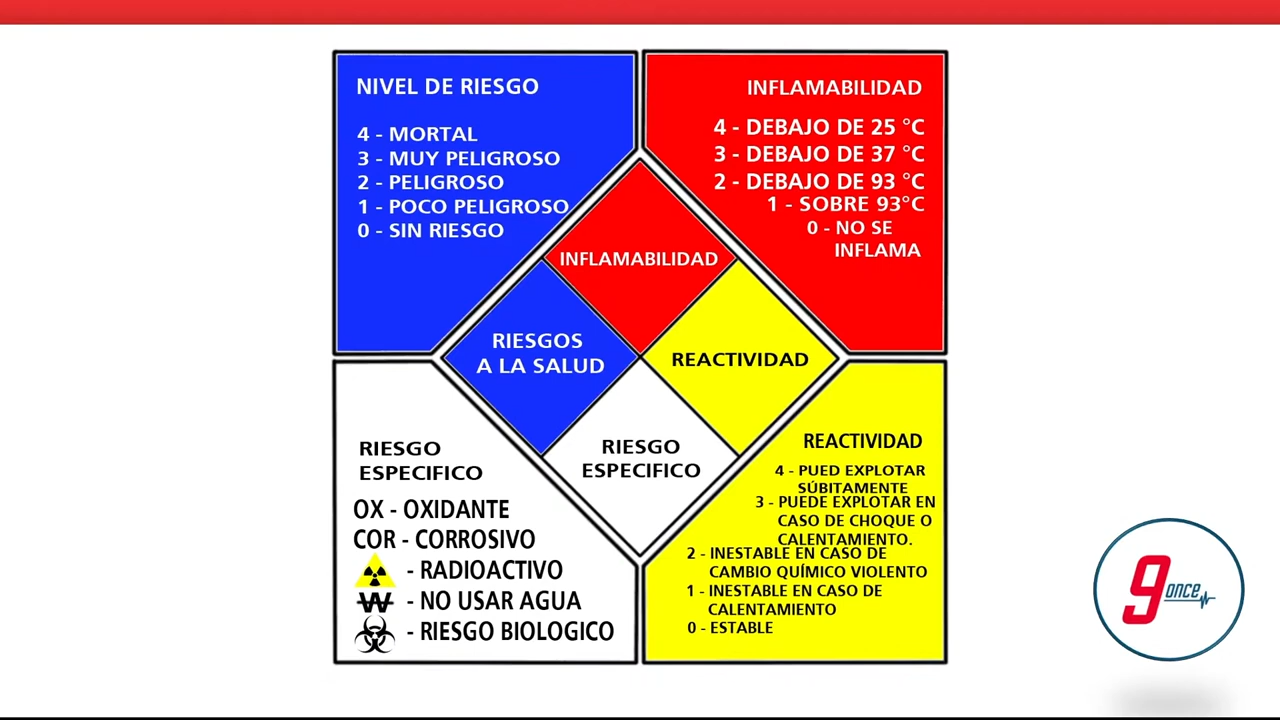 NIVEL DE RIESGO
4 - MORTAL
3 - MUY PELIGROSO
2 - PELIGROSO
1 - POCO PELIGROSO
0 - SIN RIESGO
INFLAMABILIDAD
4 - DEBAJO DE 25 °C
3 - DEBAJO DE 37 °C
2 - DEBAJO DE 93 °C
1 - SOBRE 93°C
0 - NO SE
INFLAMA
INFLAMABILIDAD
RIESGOS
A LA SALUD
REACTIVIDAD
RIESGO
ESPECIFICO
RIESGO
ESPECIFICO
OX - OXIDANTE
COR - CORROSIVO
- RADIOACTIVO
W - NO USAR AGUA
- RIESGO BIOLOGICO
REACTIVIDAD
4 - PUED EXPLOTAR
SÚBITAMENTE
3 - PUEDE EXPLOTAR EN
CASO DE CHOQUE O
CALENTAMIENTO.
2 - INESTABLE EN CASO DE
CAMBIO QUÍMICO VIOLENTO
1 - INESTABLE EN CASO DE
CALENTAMIENTO
0 - ESTABLE
9once